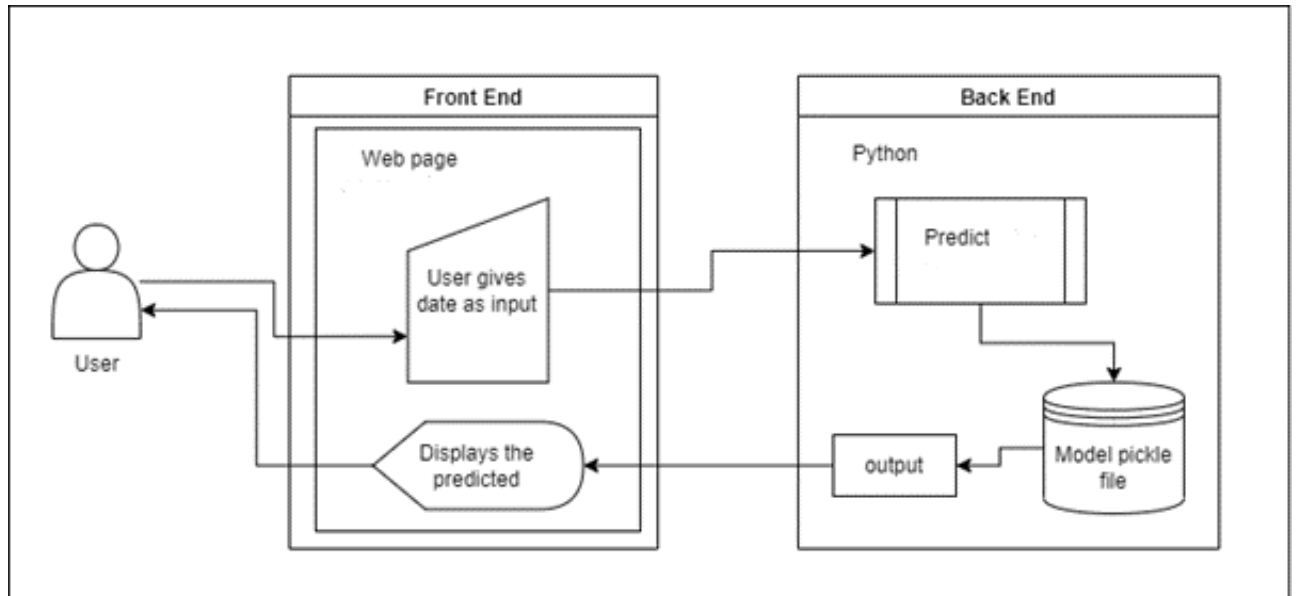 Front End
Web page
User gives
date as input
Displays the
predicted
User
Back End
Python
Predict
output
Model pickle
file